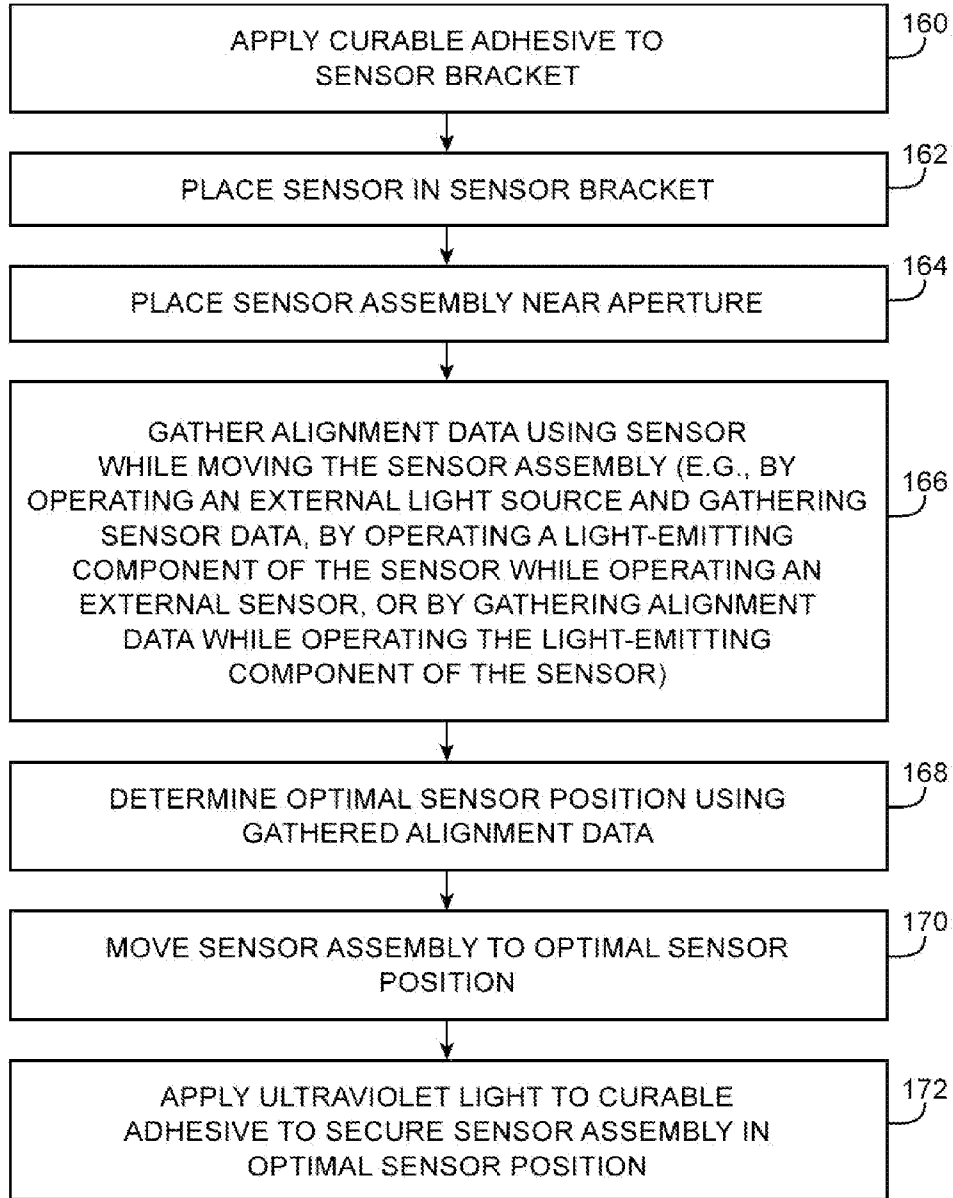 APPLY CURABLE ADHESIVE TO
SENSOR BRACKET
160
PLACE SENSOR IN SENSOR BRACKET
162
PLACE SENSOR ASSEMBLY NEAR APERTURE
164
GATHER ALIGNMENT DATA USING SENSOR
WHILE MOVING THE SENSOR ASSEMBLY (E.G., BY
OPERATING AN EXTERNAL LIGHT SOURCE AND GATHERING
SENSOR DATA, BY OPERATING A LIGHT-EMITTING
COMPONENT OF THE SENSOR WHILE OPERATING AN
EXTERNAL SENSOR, OR BY GATHERING ALIGNMENT
DATA WHILE OPERATING THE LIGHT-EMITTING
COMPONENT OF THE SENSOR)
166
DETERMINE OPTIMAL SENSOR POSITION USING
GATHERED ALIGNMENT DATA
168
MOVE SENSOR ASSEMBLY TO OPTIMAL SENSOR
POSITION
170
APPLY ULTRAVIOLET LIGHT TO CURABLE
ADHESIVE TO SECURE SENSOR ASSEMBLY IN
OPTIMAL SENSOR POSITION
172